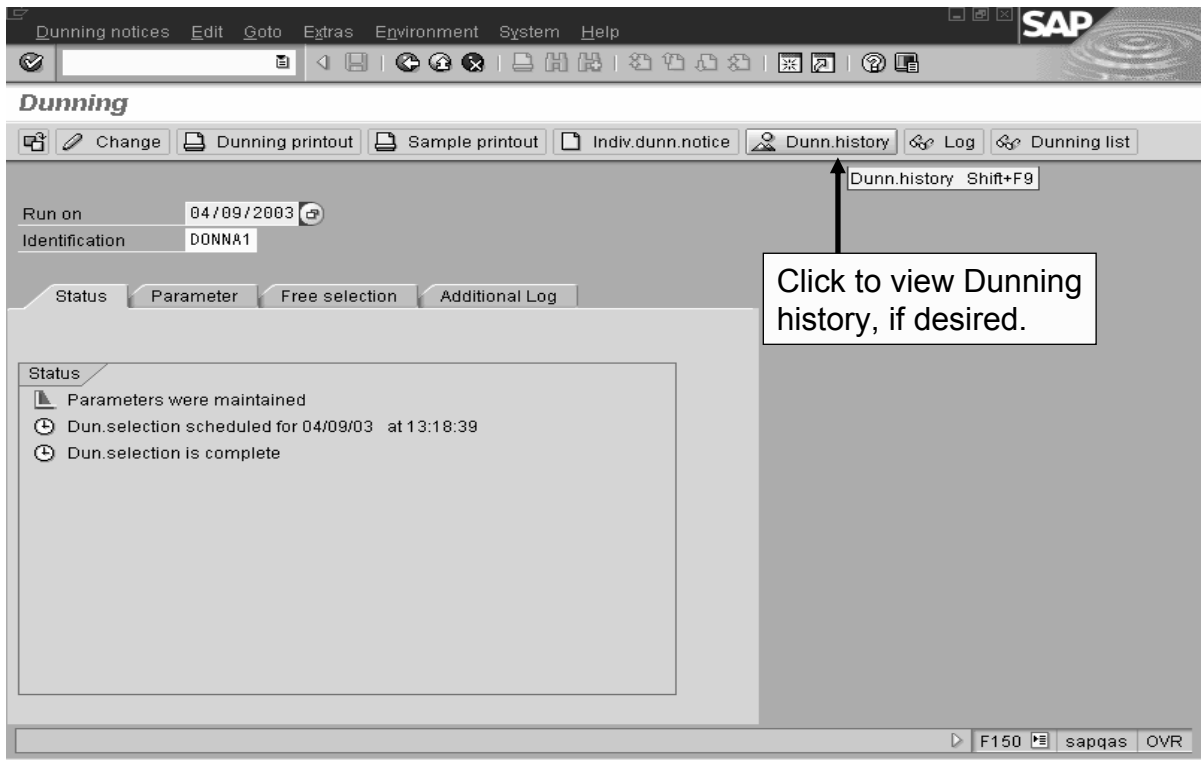 Dunning notices Edit Goto Extras Environment System Help
SAP
Dunning
Change Dunning printout Sample printout Indiv.dunn.notice Dunn.history Log Dunning list
Dunn.history Shift+F9
Run on 04/09/2003
Identification DONNA1
Click to view Dunning
history, if desired.
Status Parameter Free selection Additional Log
Status
Parameters were maintained
Dun.selection scheduled for 04/09/03 at 13:18:39
Dun.selection is complete
F150 sapqas OVR